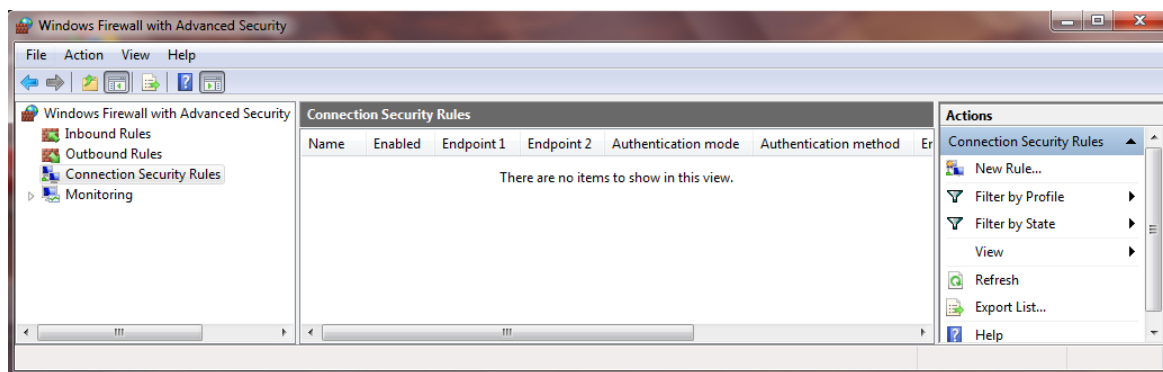 Windows Firewall with Advanced Security
File Action View Help
Windows Firewall with Advanced Security
Inbound Rules
Outbound Rules
Connection Security Rules
Monitoring
Connection Security Rules
Name Enabled Endpoint 1 Endpoint 2 Authentication mode Authentication method Er
There are no items to show in this view.
Actions
Connection Security Rules
New Rule...
Filter by Profile
Filter by State
View
Refresh
Export List...
Help